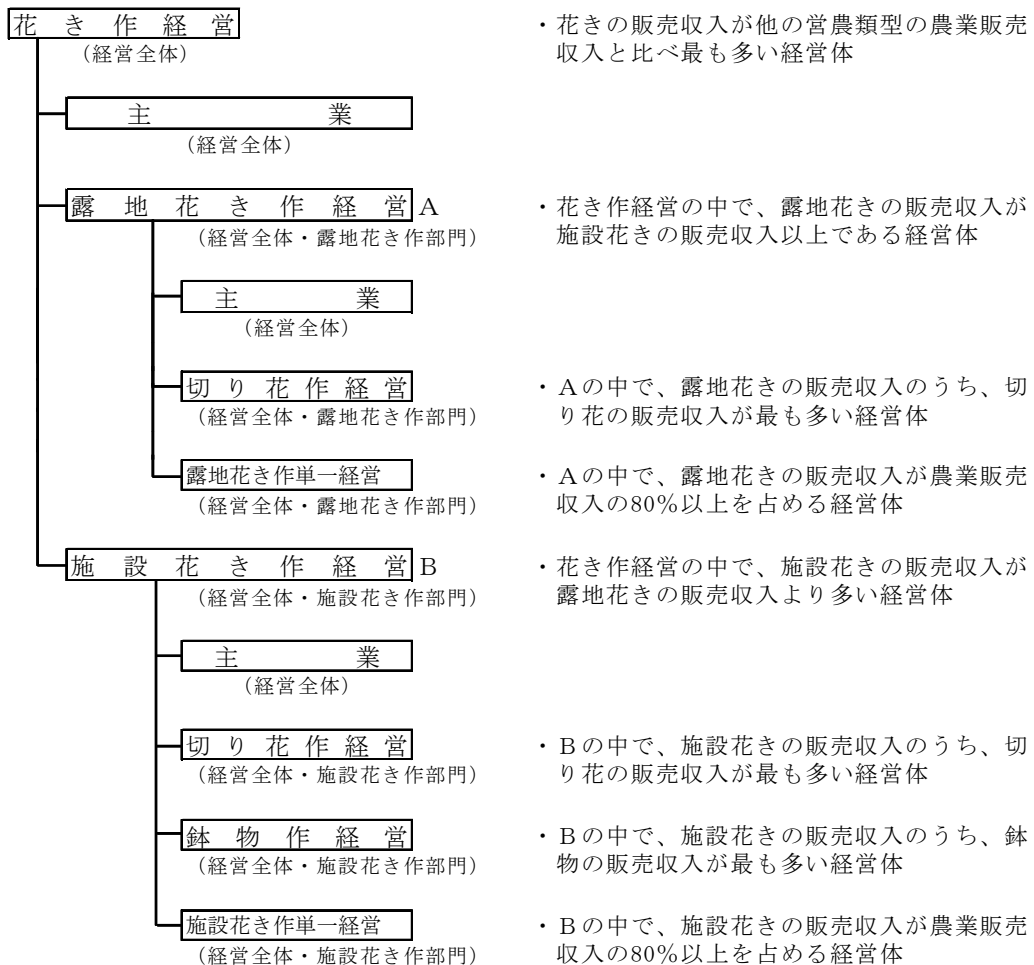 花き作経営
・花きの販売収入が他の営農類型の農業販売
(経営全体)
収入と比べ最も多い経営体
主業
(経営全体)
露地花き作経営A
・花き作経営の中で、露地花きの販売収入が
(経営全体・露地花き作部門)
施設花きの販売収入以上である経営体
主業
(経営全体)
切り花作経営
・Aの中で、露地花きの販売収入のうち、切
(経営全体・露地花き作部門)
り花の販売収入が最も多い経営体
露地花き作単一経営
・Aの中で、露地花きの販売収入が農業販売
(経営全体・露地花き作部門)
収入の80%以上を占める経営体
施設花き作経営B
・花き作経営の中で、施設花きの販売収入が
(経営全体・施設花き作部門)
露地花きの販売収入より多い経営体
主業
(経営全体)
切り花作経営
・Bの中で、施設花きの販売収入のうち、切
(経営全体・施設花き作部門)
り花の販売収入が最も多い経営体
鉢物作経営
・Bの中で、施設花きの販売収入のうち、鉢
(経営全体・施設花き作部門)
物の販売収入が最も多い経営体
施設花き作単一経営
・Bの中で、施設花きの販売収入が農業販売
(経営全体・施設花き作部門)
収入の80%以上を占める経営体